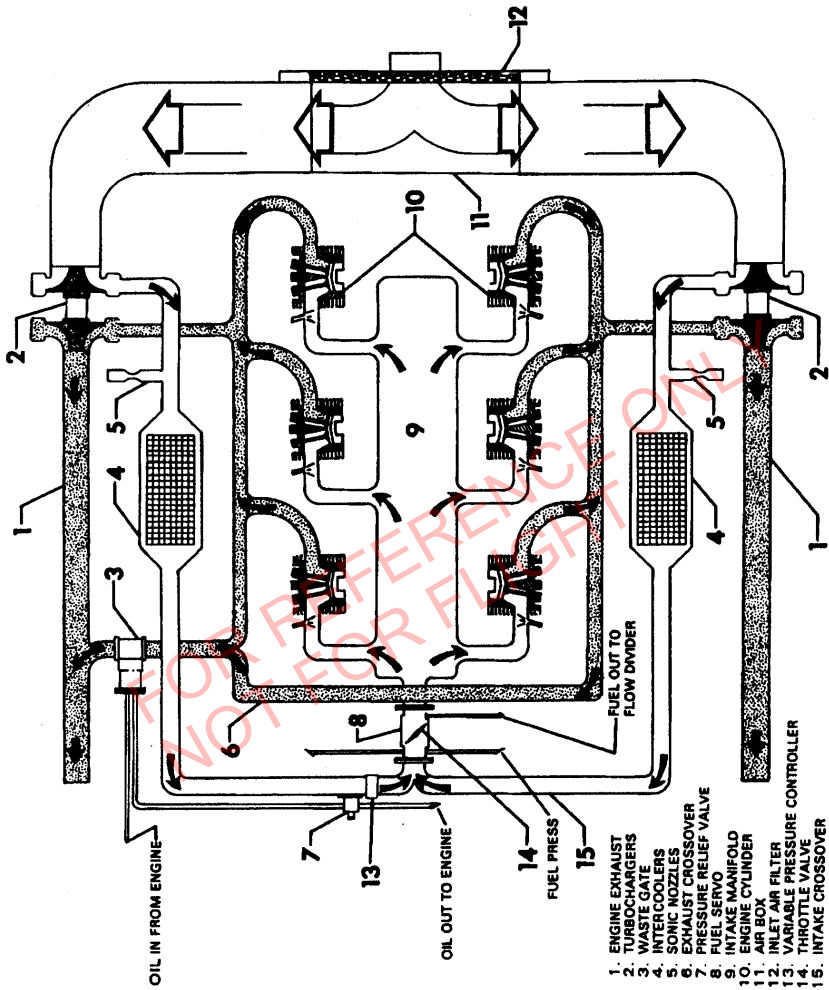 12
2
10
11
5
1
4
9
3
5
2
4
1
6
8
FUEL OUT TO
FLOW DIVIDER
7
13
14
15
OIL IN FROM ENGINE
OIL OUT TO ENGINE
FUEL PRESS
1. ENGINE EXHAUST
2. TURBOCHARGERS
3. WASTE GATE
4. INTERCOOLERS
5. SONIC NOZZLES
6. EXHAUST CROSSOVER
7. PRESSURE RELIEF VALVE
8. FUEL SERVO
9. INTAKE MANIFOLD
10. ENGINE CYLINDER
11. AIR BOX
12. INLET AIR FILTER
13. VARIABLE PRESSURE CONTROLLER
14. THROTTLE VALVE
15. INTAKE CROSSOVER
FOR REFERENCE ONLY
NOT FOR FLIGHT